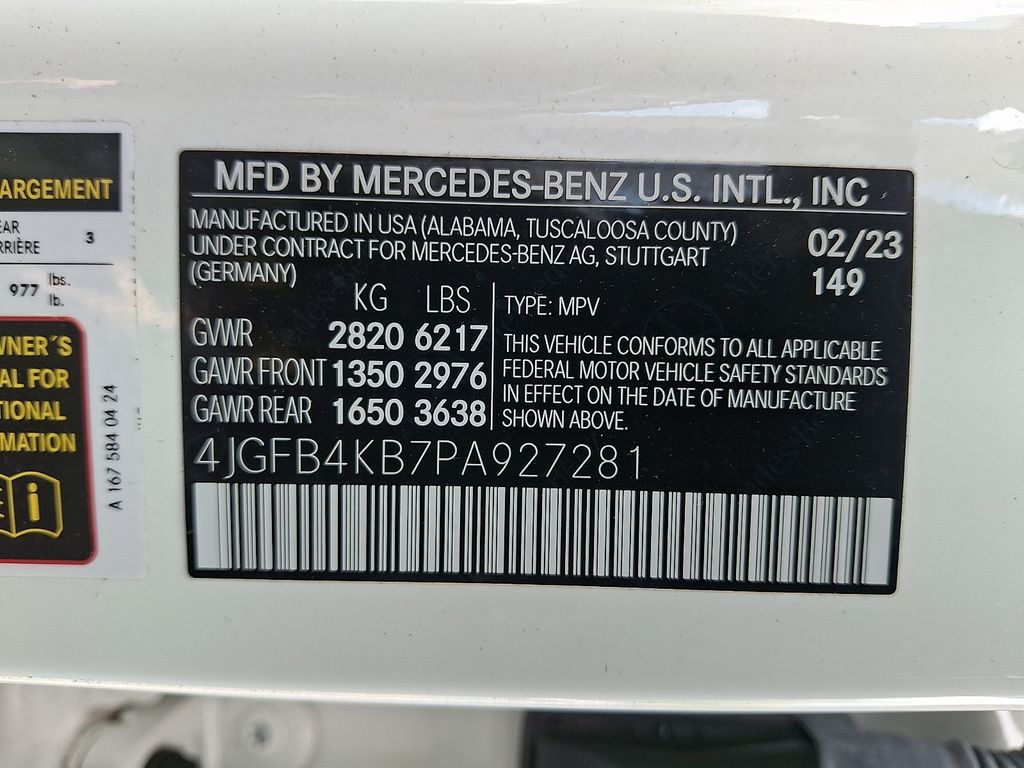 ARGEMENT
EAR
RRIÈRE 3
977 lbs.
lb.
WNER´S
AL FOR
TIONAL
MATION
A 167 584 04 24
MFD BY MERCEDES-BENZ U.S. INTL., INC
MANUFACTURED IN USA (ALABAMA, TUSCALOOSA COUNTY)
UNDER CONTRACT FOR MERCEDES-BENZ AG, STUTTGART
(GERMANY)
02/23
149
KG LBS
GVWR 2820 6217
GAWR FRONT 1350 2976
GAWR REAR 1650 3638
TYPE: MPV
THIS VEHICLE CONFORMS TO ALL APPLICABLE
FEDERAL MOTOR VEHICLE SAFETY STANDARDS
IN EFFECT ON THE DATE OF MANUFACTURE
SHOWN ABOVE.
4JGFB4KB7PA927281